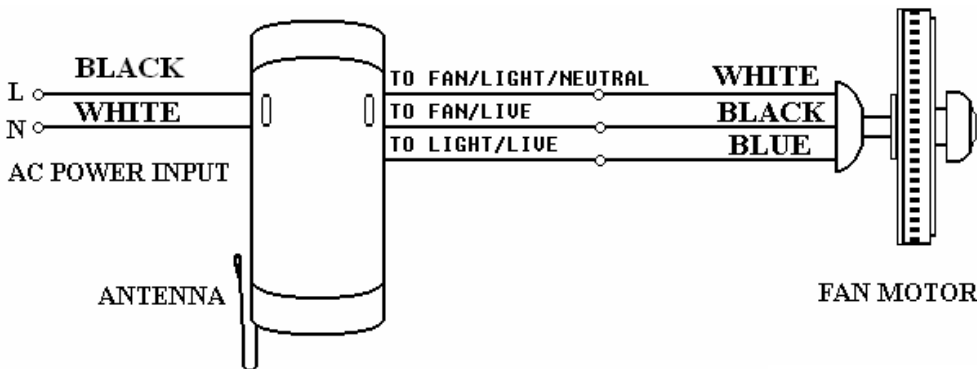 BLACK
L
WHITE
N
AC POWER INPUT
ANTENNA
TO FAN/LIGHT/NEUTRAL WHITE
TO FAN/LIVE BLACK
TO LIGHT/LIVE BLUE
FAN MOTOR